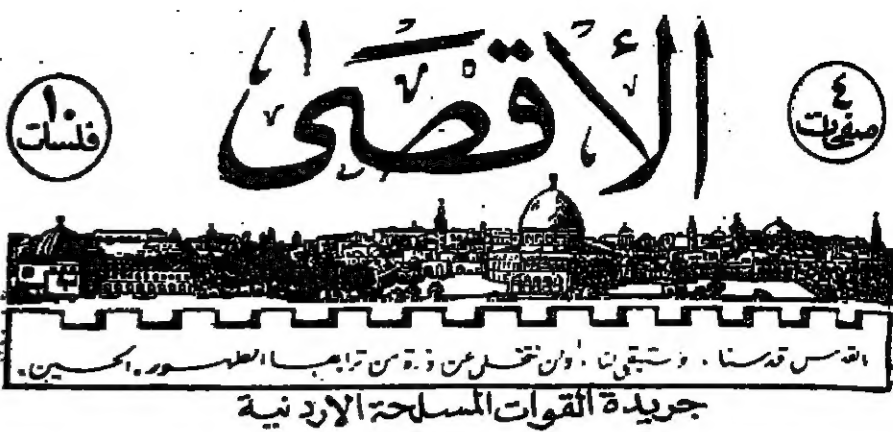 الأقصى
٤ صفحات
١٠ فلسات
القدس قدسنا، وستبقى لنا، ولن نتخلى عن ذرة من ترابها الطهور. الحسين.
جريدة القوات المسلحة الاردنية